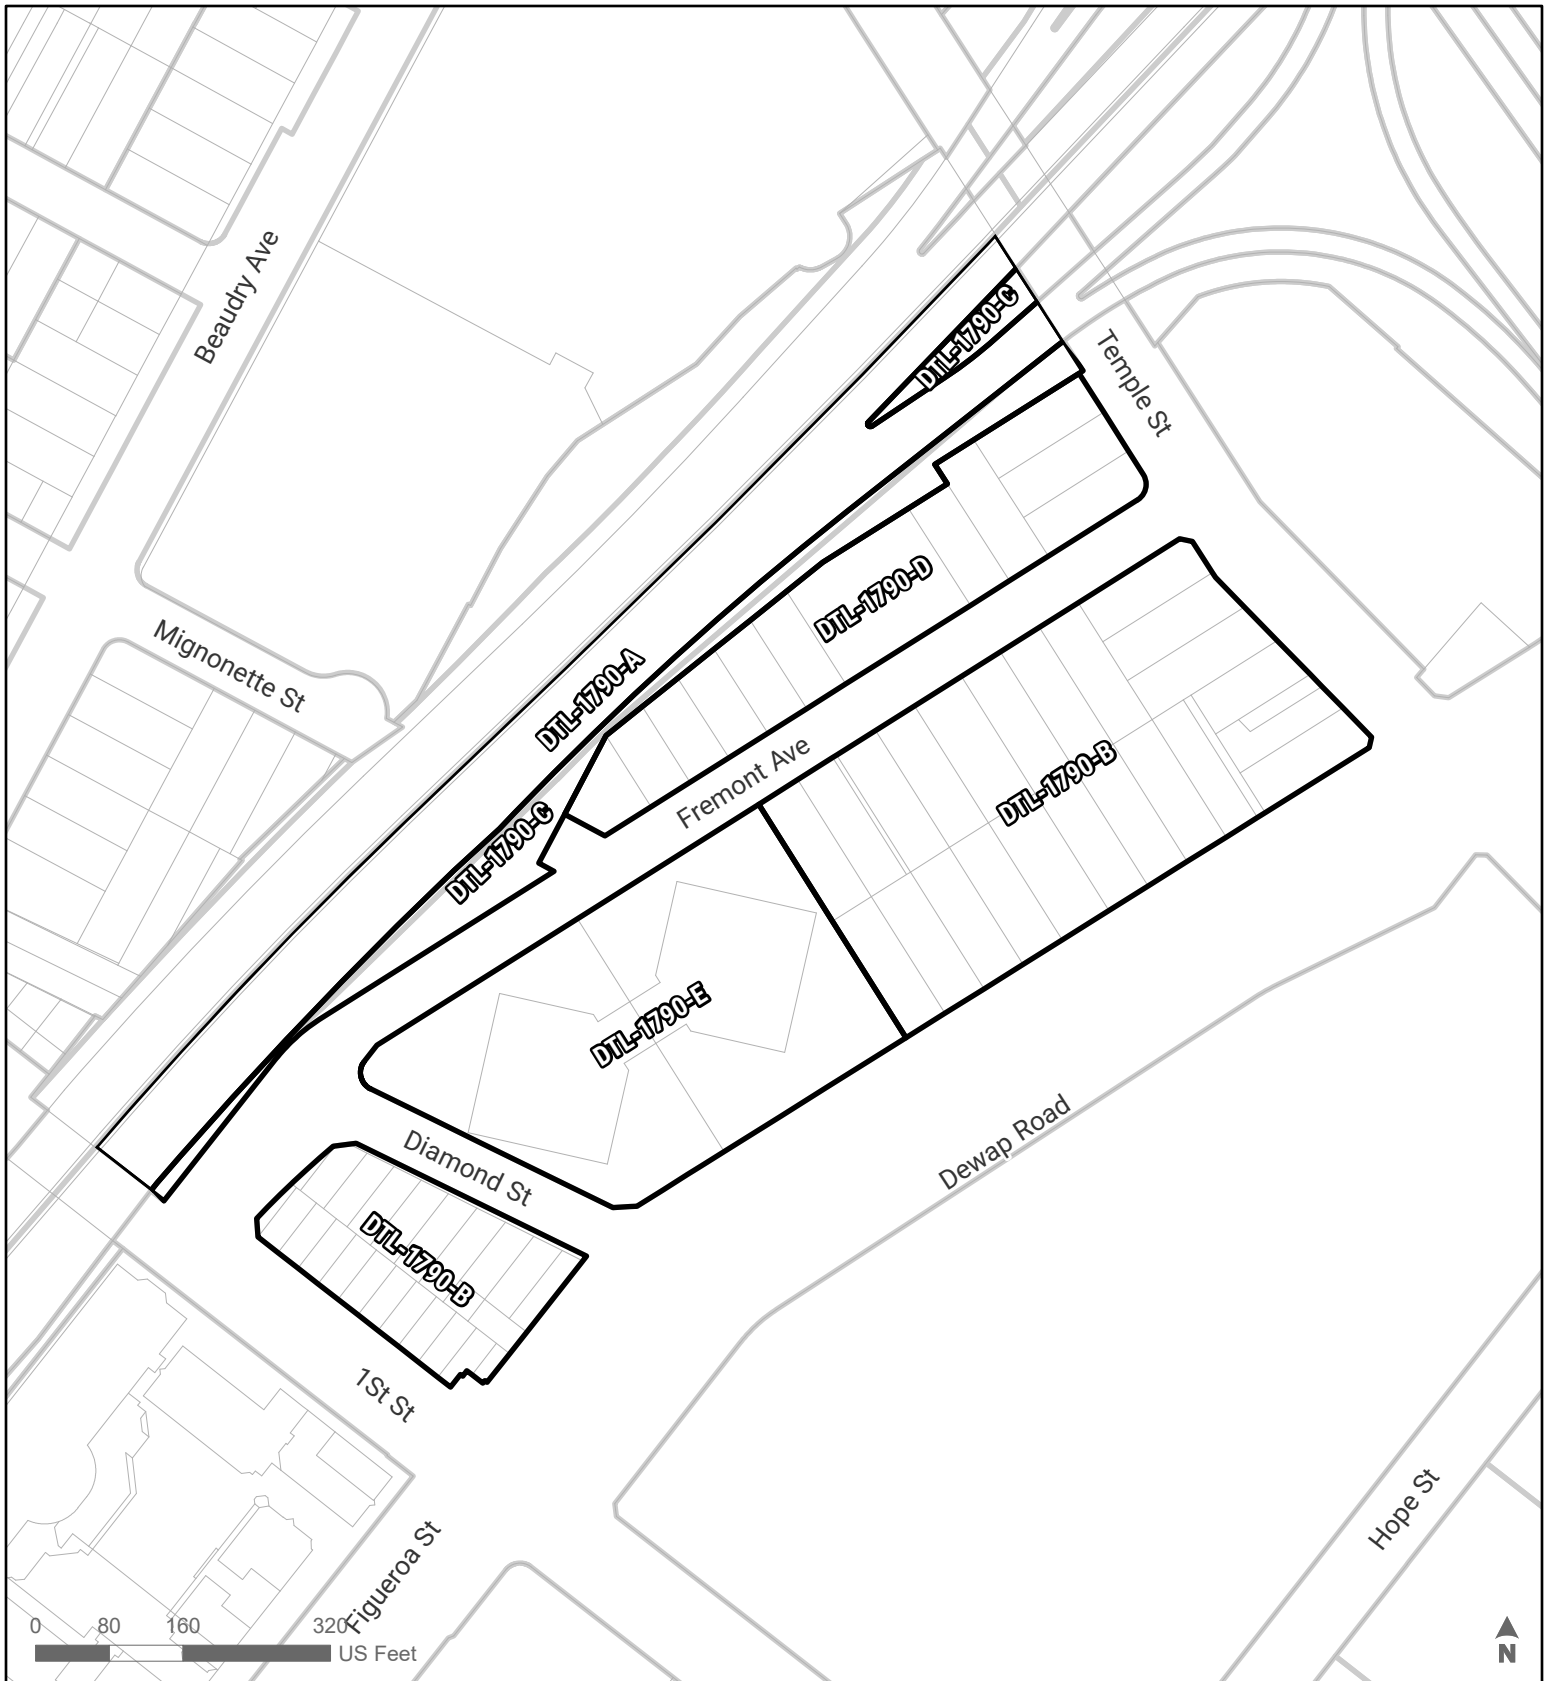 Beaudry Ave
DTL-1790-C
Temple St
DTL-1790-D
Mignonette St
DTL-1790-A
Fremont Ave
DTL-1790-B
DTL-1790-C
DTL-1790-E
Dewap Road
Diamond St
DTL-1790-B
1St St
Hope St
Figueroa St
0 80 160 320
US Feet
N